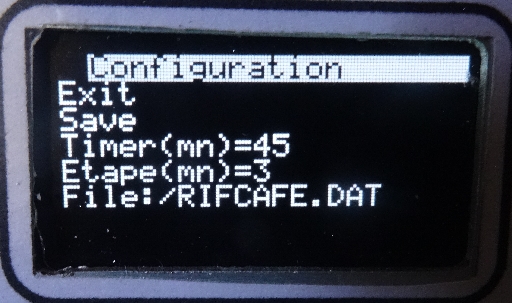 Configuration
Exit
Save
Timer(mn)=45
Etape(mn)=3
File:/RIFCAFE.DAT